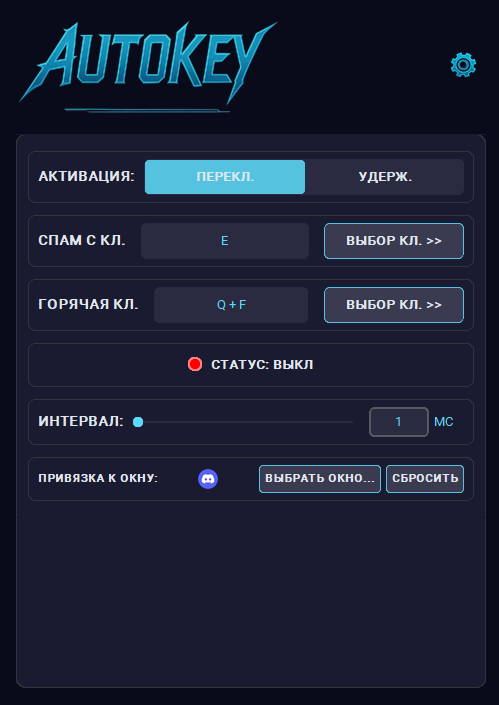 AUTOKEY
АКТИВАЦИЯ: ПЕРЕКЛ. УДЕРЖ.
СПАМ С КЛ. E ВЫБОР КЛ. >>
ГОРЯЧАЯ КЛ. Q + F ВЫБОР КЛ. >>
СТАТУС: ВЫКЛ
ИНТЕРВАЛ: 1 МС
ПРИВЯЗКА К ОКНУ: ВЫБРАТЬ ОКНО... СБРОСИТЬ